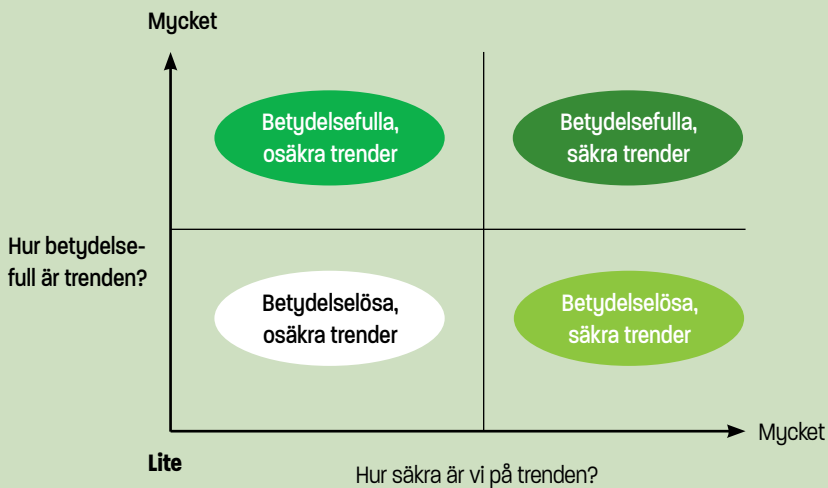 Mycket
Betydelsefulla,
osäkra trender
Betydelsefulla,
säkra trender
Hur betydelse-
full är trenden?
Betydelselösa,
osäkra trender
Betydelselösa,
säkra trender
Mycket
Lite
Hur säkra är vi på trenden?